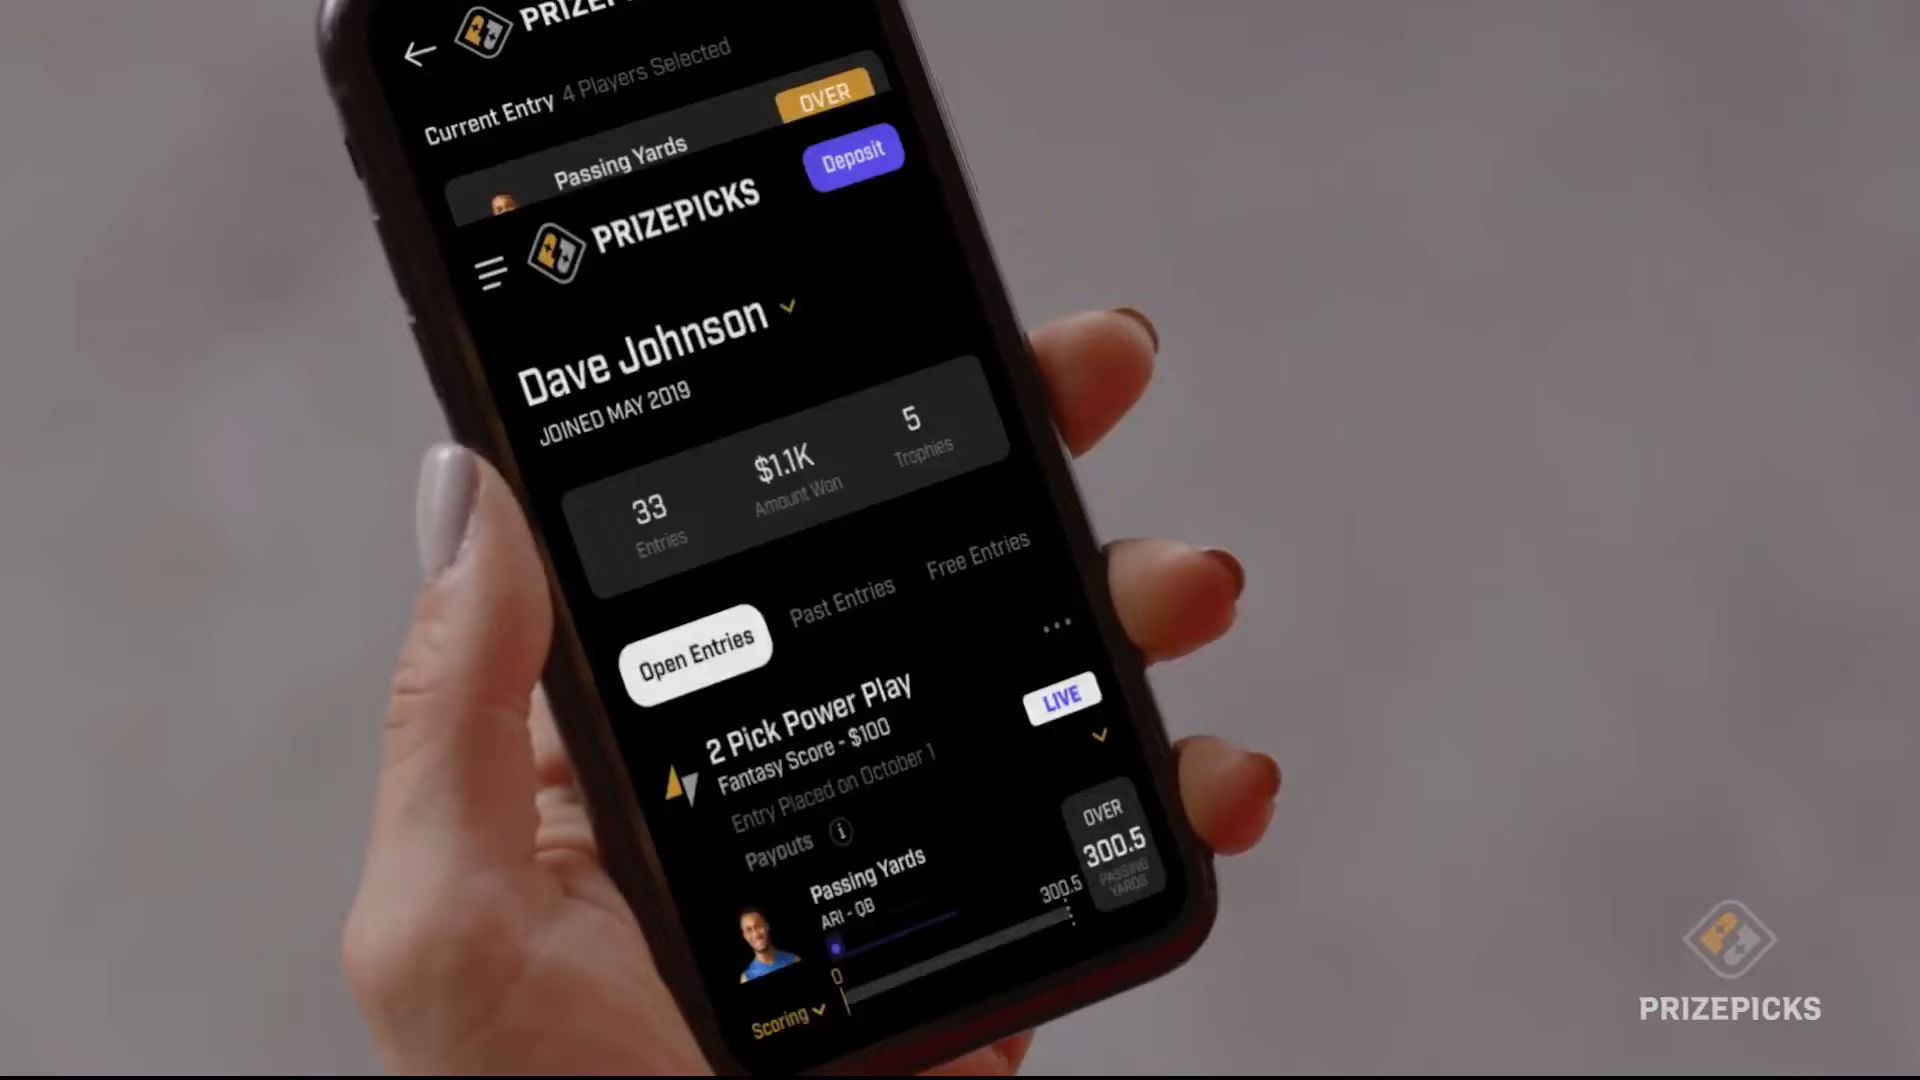 PRIZEPI
Current Entry 4 Players Selected
OVER
Passing Yards
Deposit
PRIZEPICKS
Dave Johnson
JOINED MAY 2019
33
Entries
$1.1K
Amount Won
5
Trophies
Open Entries
Past Entries
Free Entries
2 Pick Power Play
LIVE
Fantasy Score - $100
Entry Placed on October 1
Payouts i
Passing Yards
ARI - QB
OVER
300.5
PASSING
YARDS
300.5
0
Scoring
PRIZEPICKS